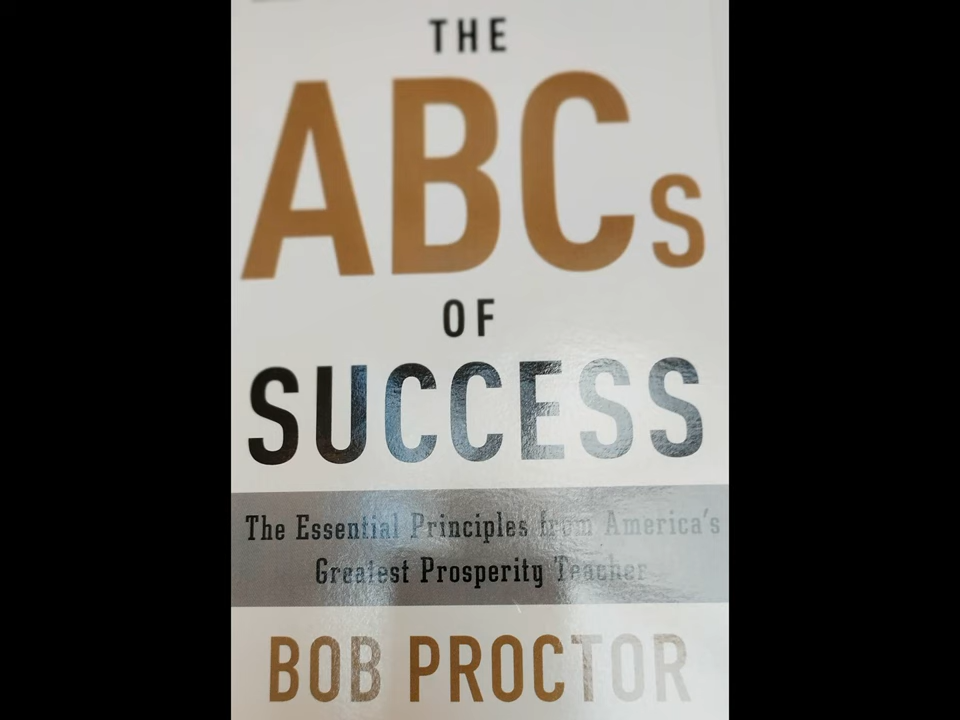 THE
ABCs
OF
SUCCESS
The Essential Principles from America's
Greatest Prosperity Teacher
BOB PROCTOR